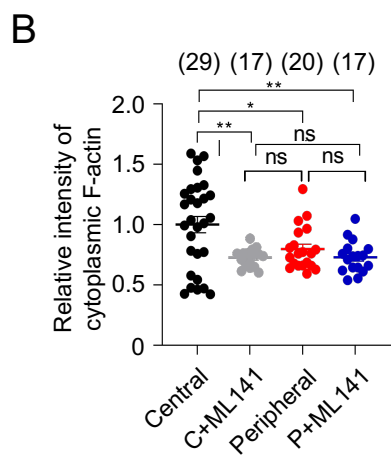 B
(29) (17) (20) (17)
**
*
** ns
ns ns
Relative intensity of
cytoplasmic F-actin
2.0
1.5
1.0
0.5
0
Central
C+ML141
Peripheral
P+ML141